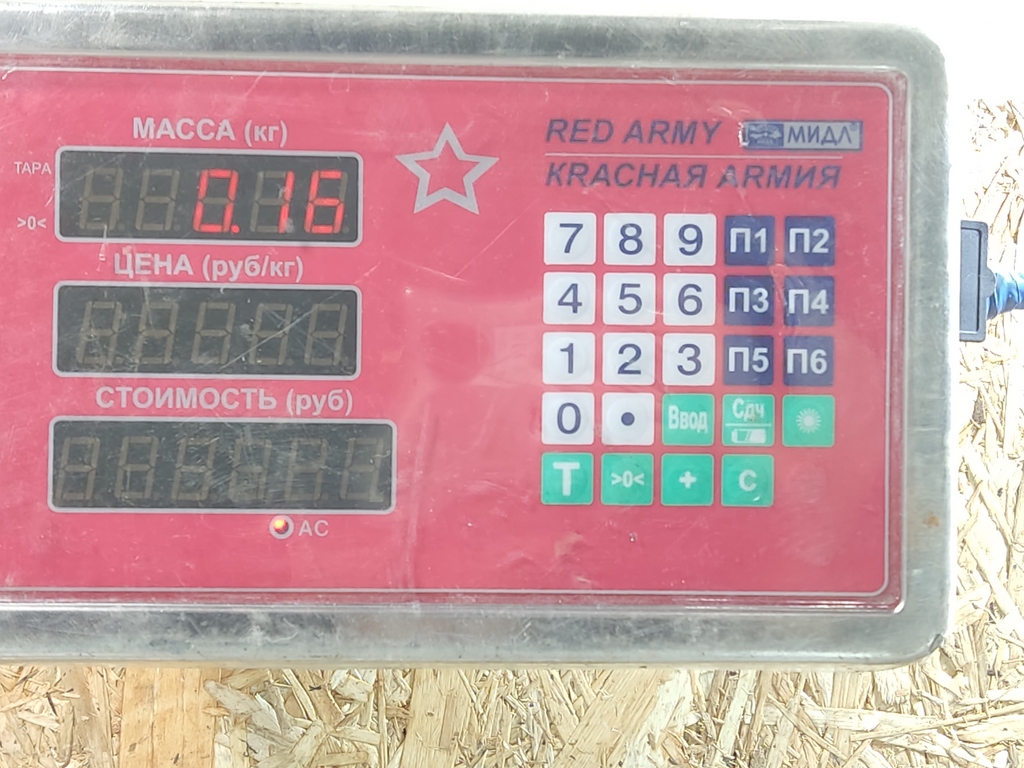 МАССА (кг)
ТАРА
0.16
>0<
ЦЕНА (руб/кг)
СТОИМОСТЬ (руб)
AC
RED ARMY МИДЛ
КRАСНАЯ АRМИЯ
7 8 9 П1 П2
4 5 6 П3 П4
1 2 3 П5 П6
0 • Ввод Сдч
T >0< + C